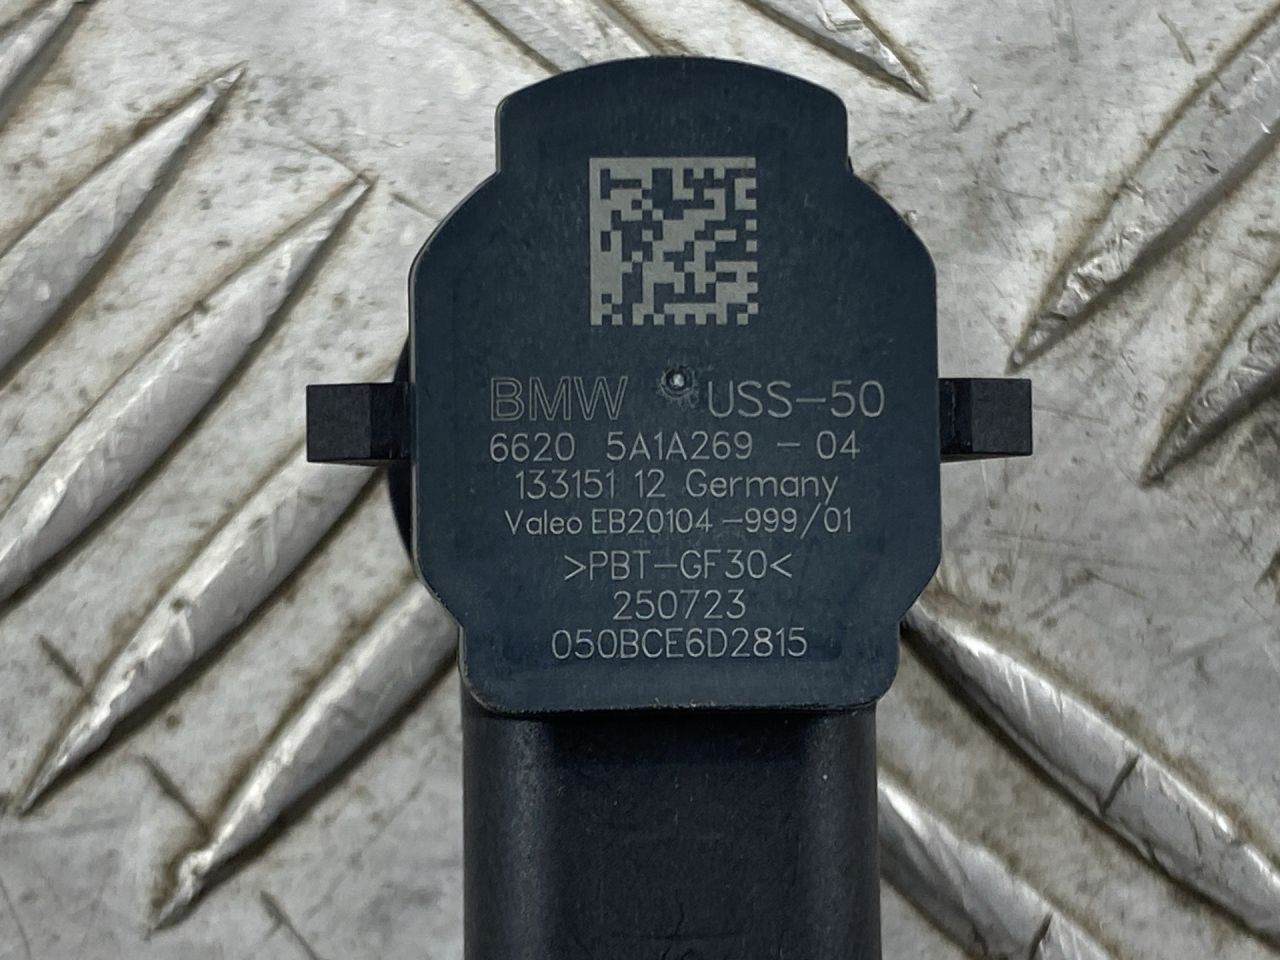 BMW USS-50
6620 5A1A269 - 04
133151 12 Germany
Valeo EB20104-999/01
>PBT-GF30<
250723
050BCE6D2815